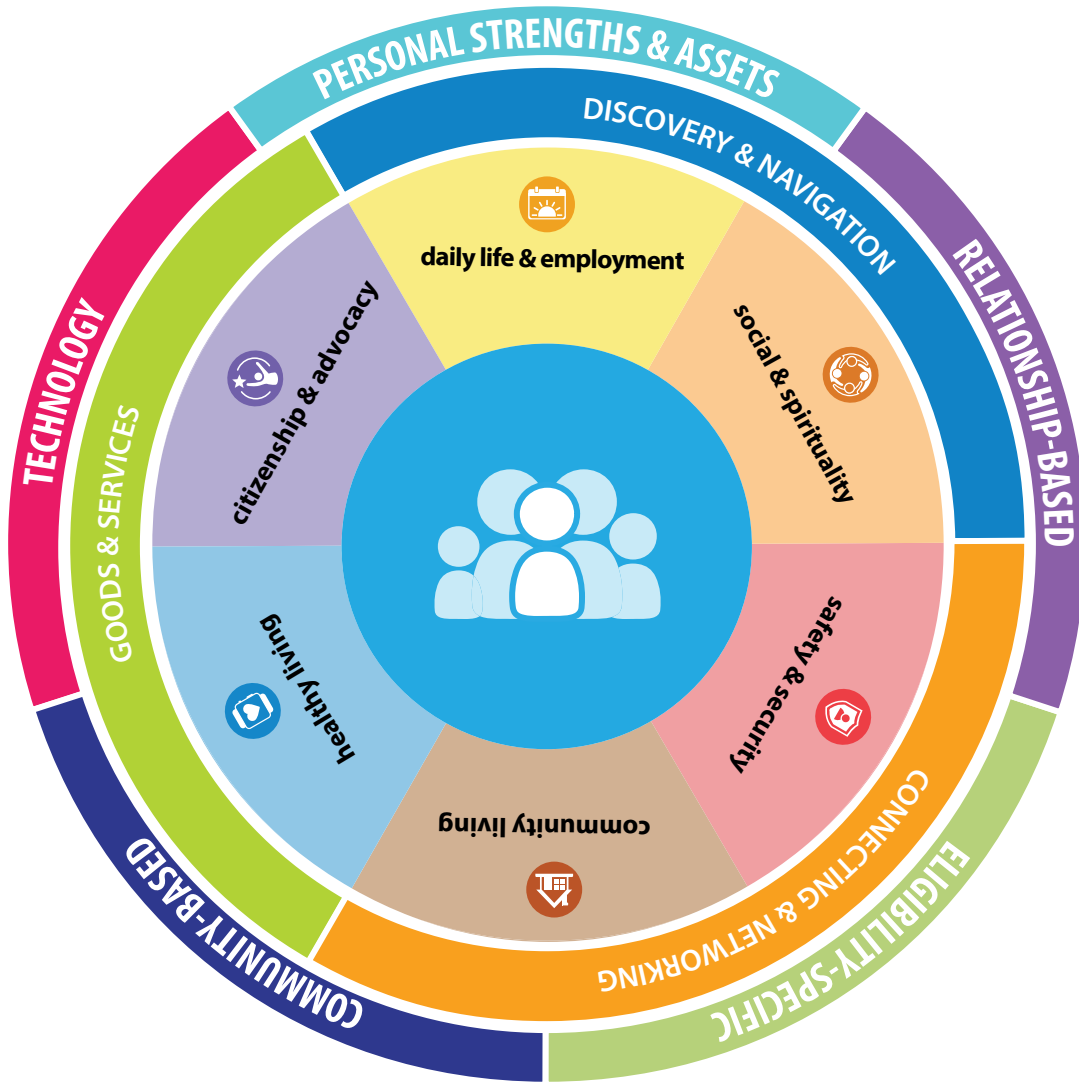 PERSONAL STRENGTHS & ASSETS
RELATIONSHIP-BASED
ELIGIBILITY-SPECIFIC
COMMUNITY-BASED
TECHNOLOGY
DISCOVERY & NAVIGATION
CONNECTING & NETWORKING
GOODS & SERVICES
daily life & employment
social & spirituality
safety & security
community living
healthy living
citizenship & advocacy